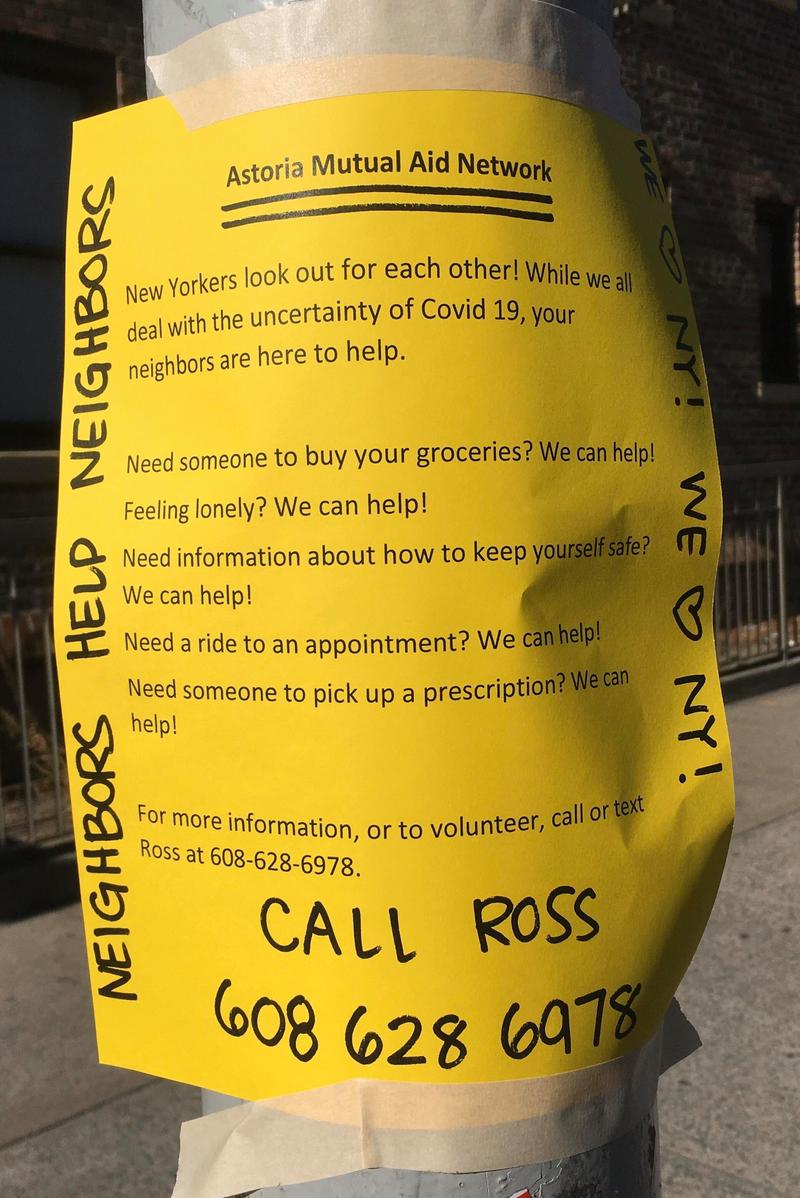 Astoria Mutual Aid Network
New Yorkers look out for each other! While we all
deal with the uncertainty of Covid 19, your
neighbors are here to help.
Need someone to buy your groceries? We can help!
Feeling lonely? We can help!
Need information about how to keep yourself safe?
We can help!
Need a ride to an appointment? We can help!
Need someone to pick up a prescription? We can
help!
For more information, or to volunteer, call or text
Ross at 608-628-6978.
CALL ROSS
608 628 6978
NEIGHBORS HELP NEIGHBORS
WE ♡ NY! WE ♡ NY!